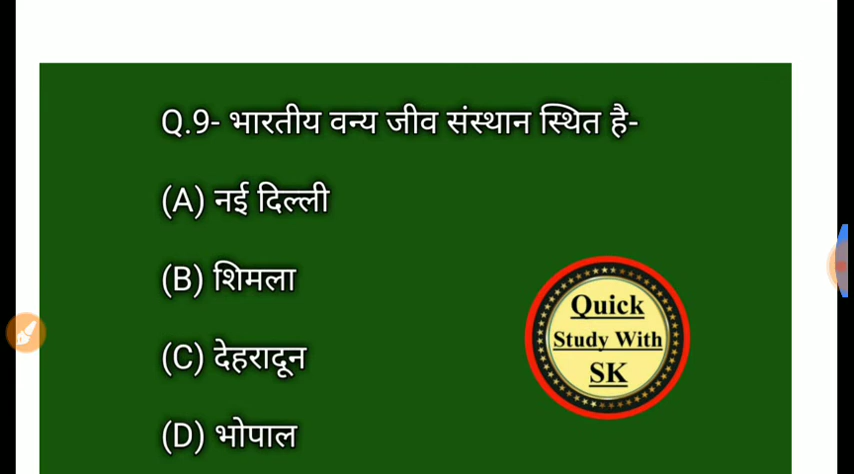 Q.9- भारतीय वन्य जीव संस्थान स्थित है-
(A) नई दिल्ली
(B) शिमला
(C) देहरादून
(D) भोपाल
Quick
Study With
SK